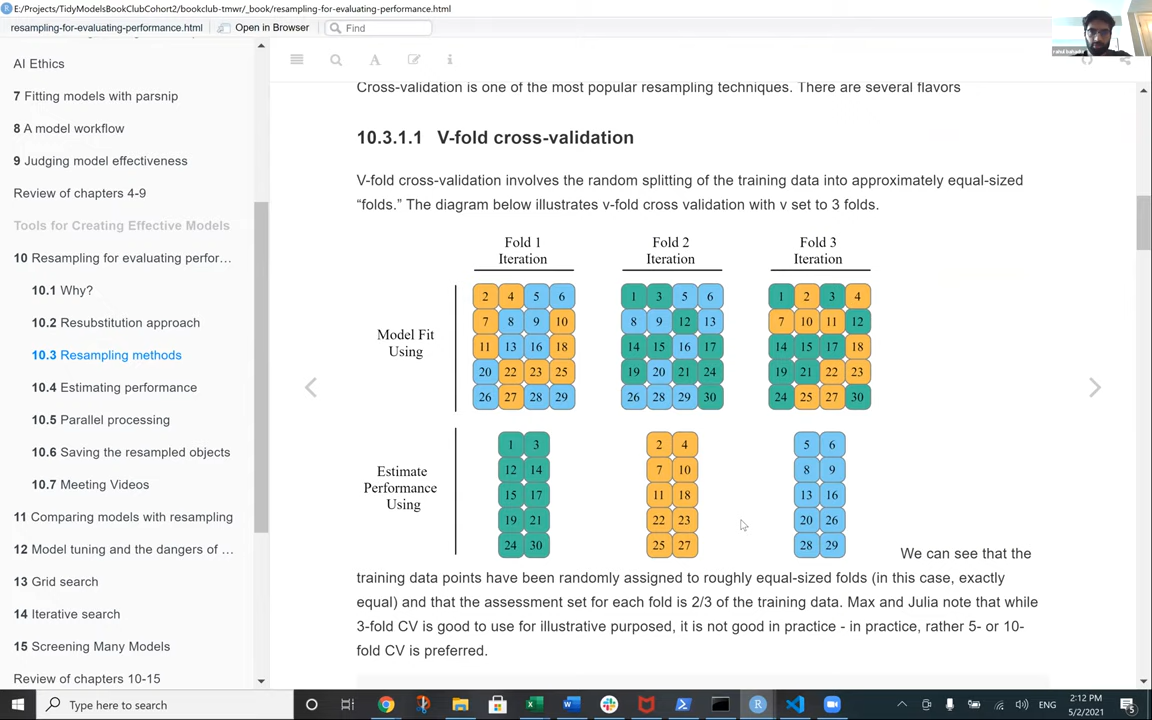 E:/Projects/TidyModelsBookClubCohort2/bookclub-tmwr/_book/resampling-for-evaluating-performance.html
resampling-for-evaluating-performance.html Open in Browser Find
AI Ethics
7 Fitting models with parsnip
8 A model workflow
9 Judging model effectiveness
Review of chapters 4-9
Tools for Creating Effective Models
10 Resampling for evaluating perfor...
10.1 Why?
10.2 Resubstitution approach
10.3 Resampling methods
10.4 Estimating performance
10.5 Parallel processing
10.6 Saving the resampled objects
10.7 Meeting Videos
11 Comparing models with resampling
12 Model tuning and the dangers of ...
13 Grid search
14 Iterative search
15 Screening Many Models
Review of chapters 10-15
Cross-validation is one of the most popular resampling techniques. There are several flavors
10.3.1.1 V-fold cross-validation
V-fold cross-validation involves the random splitting of the training data into approximately equal-sized
“folds.” The diagram below illustrates v-fold cross validation with v set to 3 folds.
Fold 1 Fold 2 Fold 3
Iteration Iteration Iteration
Model Fit
Using
2 4 5 6 1 3 5 6 1 2 3 4
7 8 9 10 8 9 12 13 7 10 11 12
11 13 16 18 14 15 16 17 14 15 17 18
20 22 23 25 19 20 21 24 19 21 22 23
26 27 28 29 26 28 29 30 24 25 27 30
Estimate
Performance
Using
1 3 2 4 5 6
12 14 7 10 8 9
15 17 11 18 13 16
19 21 22 23 20 26
24 30 25 27 28 29
We can see that the
training data points have been randomly assigned to roughly equal-sized folds (in this case, exactly
equal) and that the assessment set for each fold is 2/3 of the training data. Max and Julia note that while
3-fold CV is good to use for illustrative purposed, it is not good in practice - in practice, rather 5- or 10-
fold CV is preferred.
Type here to search
ENG
2:12 PM
5/2/2021
5